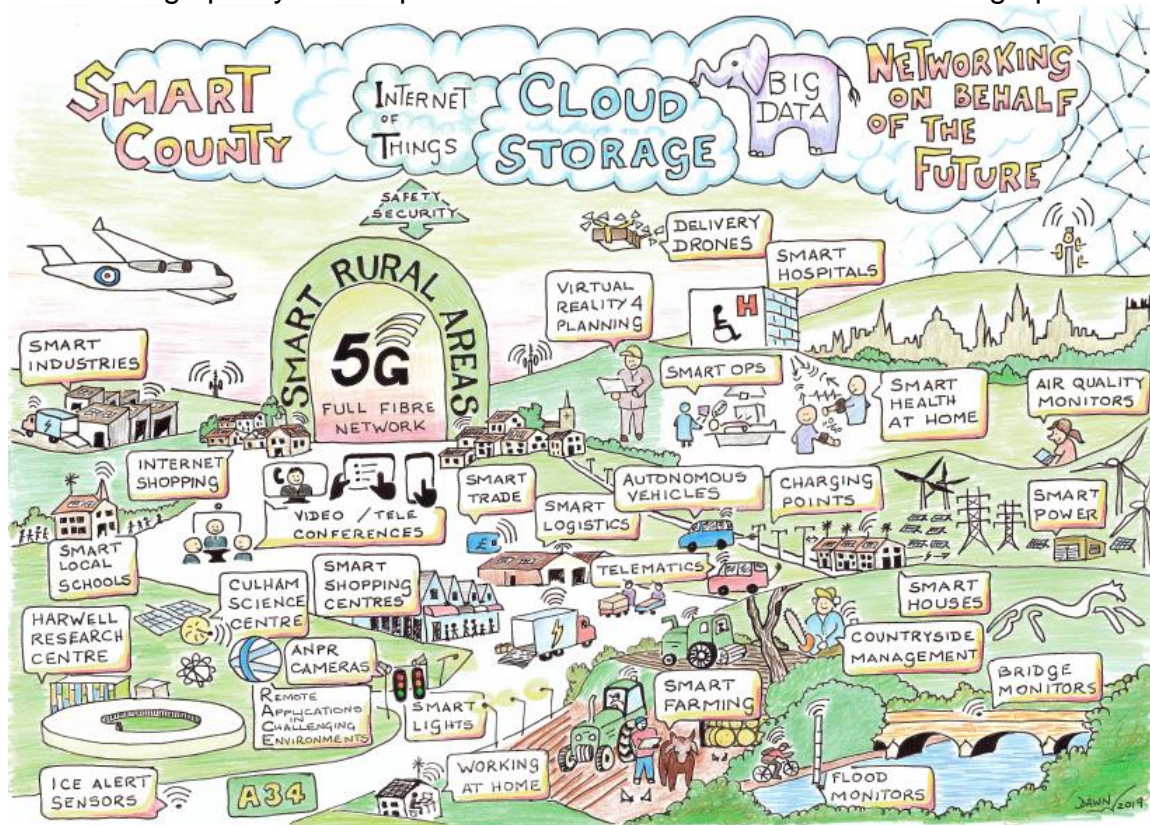 SMART
COUNTY
INTERNET
OF
THINGS
CLOUD
STORAGE
BIG
DATA
NETWORKING
ON BEHALF
OF THE
FUTURE
SAFETY
SECURITY
SMART RURAL AREAS
5G
FULL FIBRE
NETWORK
DELIVERY
DRONES
SMART
HOSPITALS
H
VIRTUAL
REALITY 4
PLANNING
SMART
INDUSTRIES
SMART OPS
SMART
HEALTH
AT HOME
AIR QUALITY
MONITORS
INTERNET
SHOPPING
VIDEO / TELE
CONFERENCES
SMART
TRADE
£
SMART
LOGISTICS
AUTONOMOUS
VEHICLES
CHARGING
POINTS
SMART
POWER
SMART
LOCAL
SCHOOLS
CULHAM
SCIENCE
CENTRE
SMART
SHOPPING
CENTRES
TELEMATICS
SMART
HOUSES
HARWELL
RESEARCH
CENTRE
ANPR
CAMERAS
REMOTE
APPLICATIONS
IN
CHALLENGING
ENVIRONMENTS
SMART
LIGHTS
SMART
FARMING
COUNTRYSIDE
MANAGEMENT
BRIDGE
MONITORS
ICE ALERT
SENSORS
A34
WORKING
AT HOME
FLOOD
MONITORS
DAWN/2019